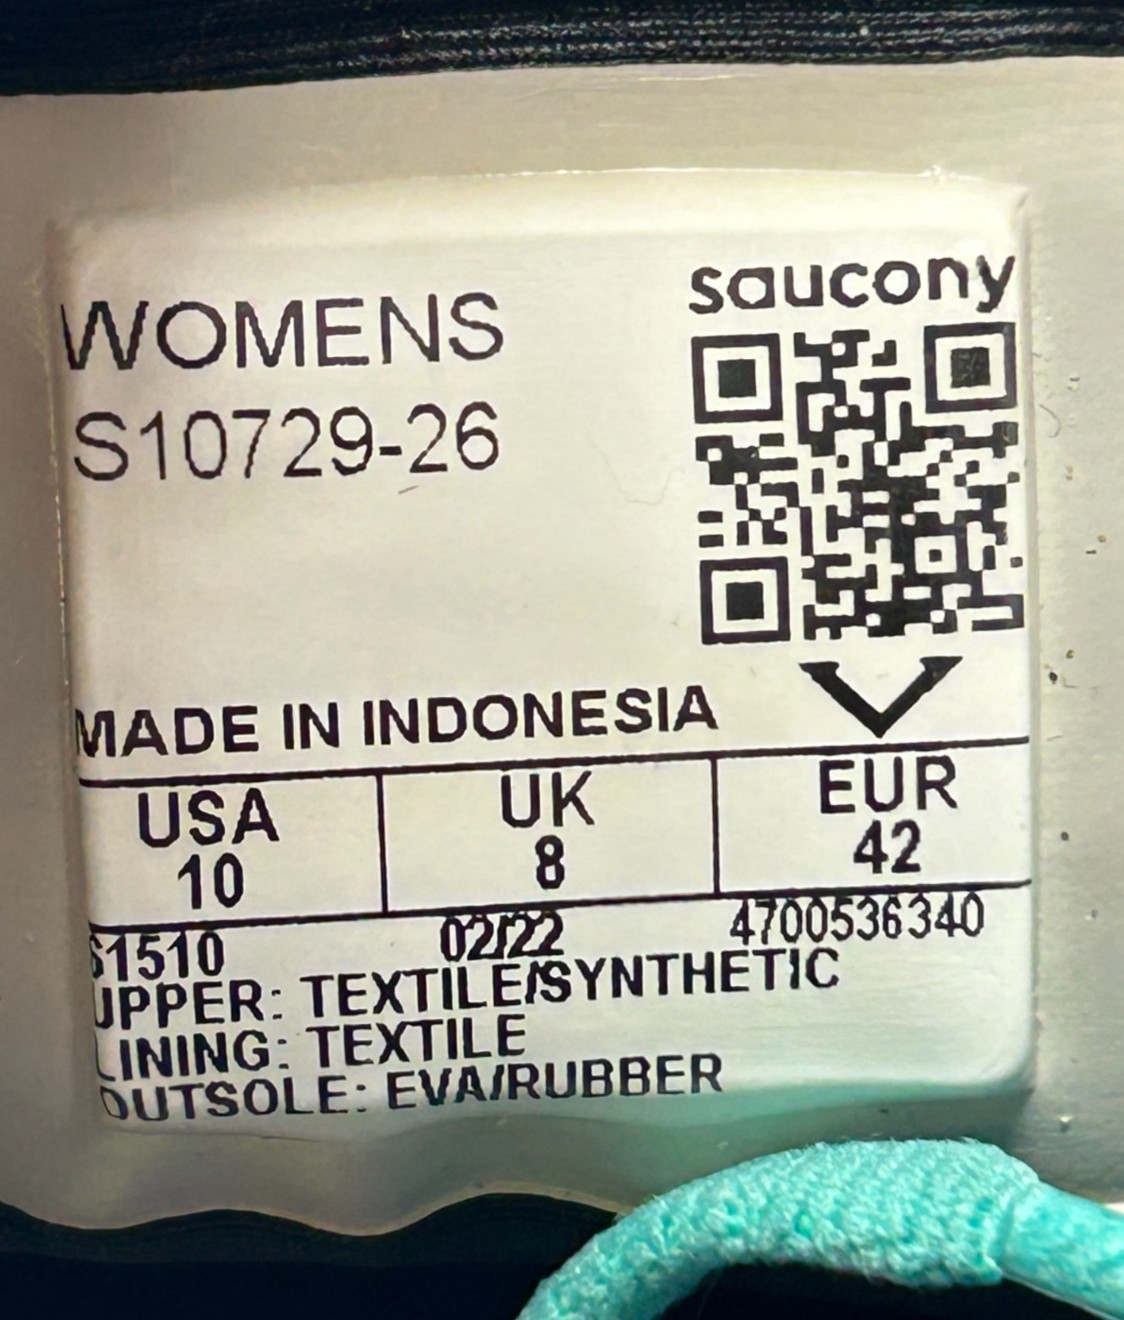 saucony
WOMENS
S10729-26
MADE IN INDONESIA
USA UK EUR
10 8 42
S1510 02/22 4700536340
UPPER: TEXTILE/SYNTHETIC
LINING: TEXTILE
OUTSOLE: EVA/RUBBER